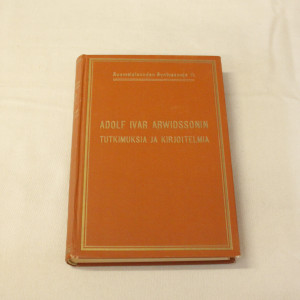 ADOLF IVAR ARWIDSSONIN
TUTKIMUKSIA JA KIRJOITELMIA